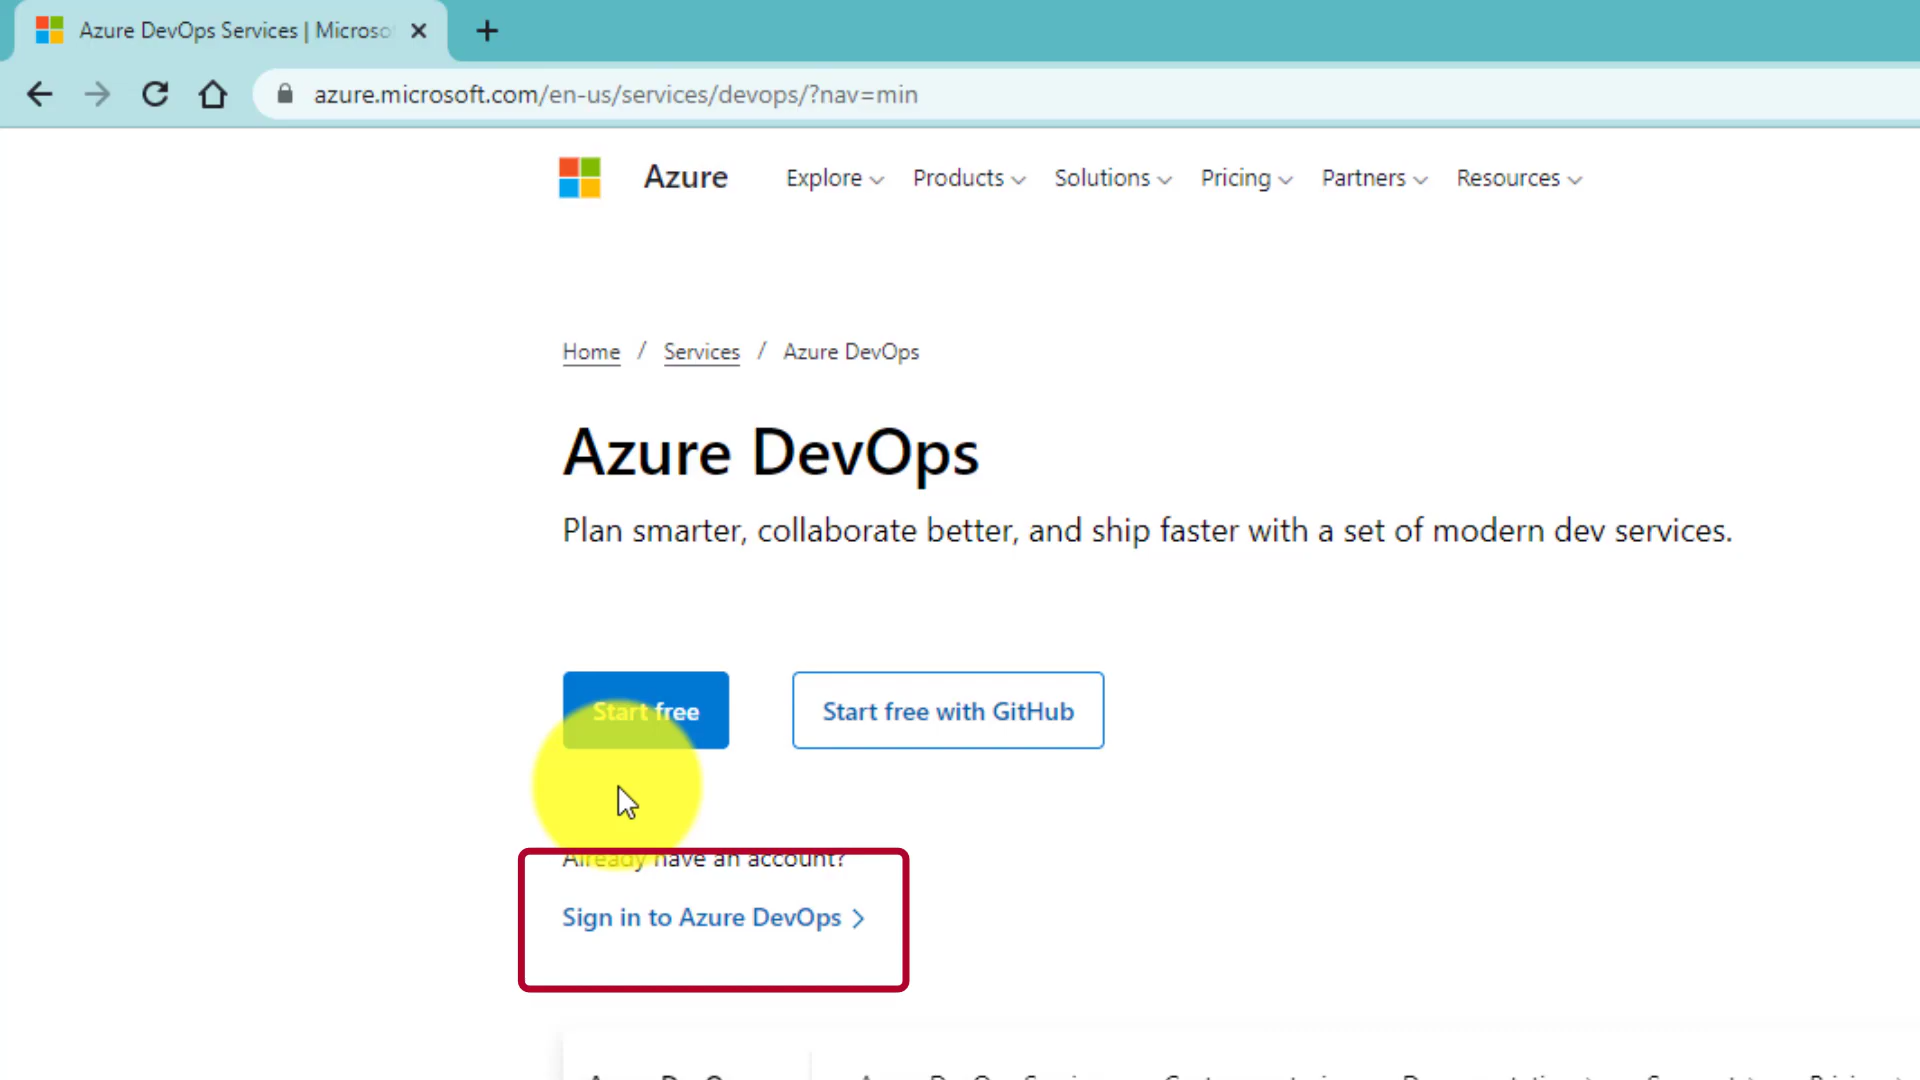 Azure DevOps Services | Microso
azure.microsoft.com/en-us/services/devops/?nav=min
Azure Explore Products Solutions Pricing Partners Resources
Home / Services / Azure DevOps
Azure DevOps
Plan smarter, collaborate better, and ship faster with a set of modern dev services.
Start free Start free with GitHub
Already have an account?
Sign in to Azure DevOps